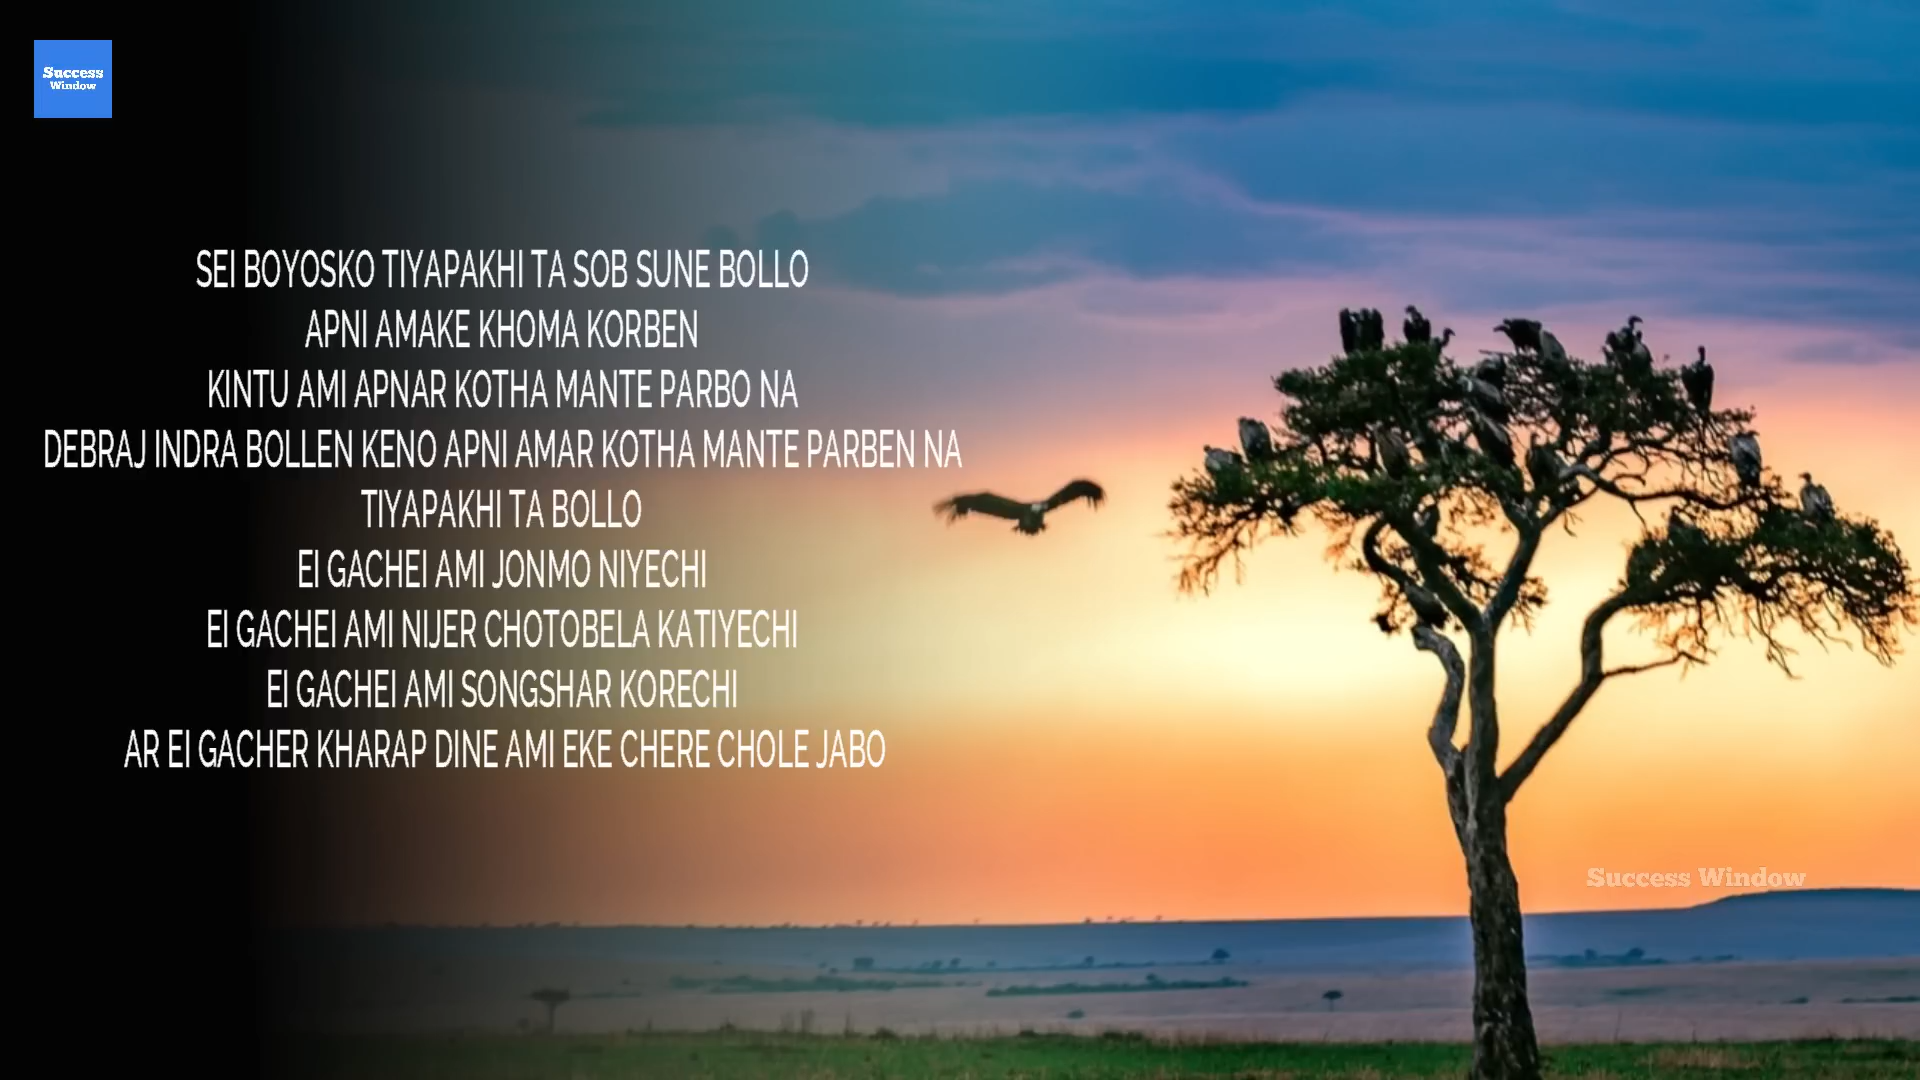 Success
Window
SEI BOYOSKO TIYAPAKHI TA SOB SUNE BOLLO
APNI AMAKE KHOMA KORBEN
KINTU AMI APNAR KOTHA MANTE PARBO NA
DEBRAJ INDRA BOLLEN KENO APNI AMAR KOTHA MANTE PARBEN NA
TIYAPAKHI TA BOLLO
EI GACHEI AMI JONMO NIYECHI
EI GACHEI AMI NIJER CHOTOBELA KATIYECHI
EI GACHEI AMI SONGSHAR KORECHI
AR EI GACHER KHARAP DINE AMI EKE CHERE CHOLE JABO
Success Window